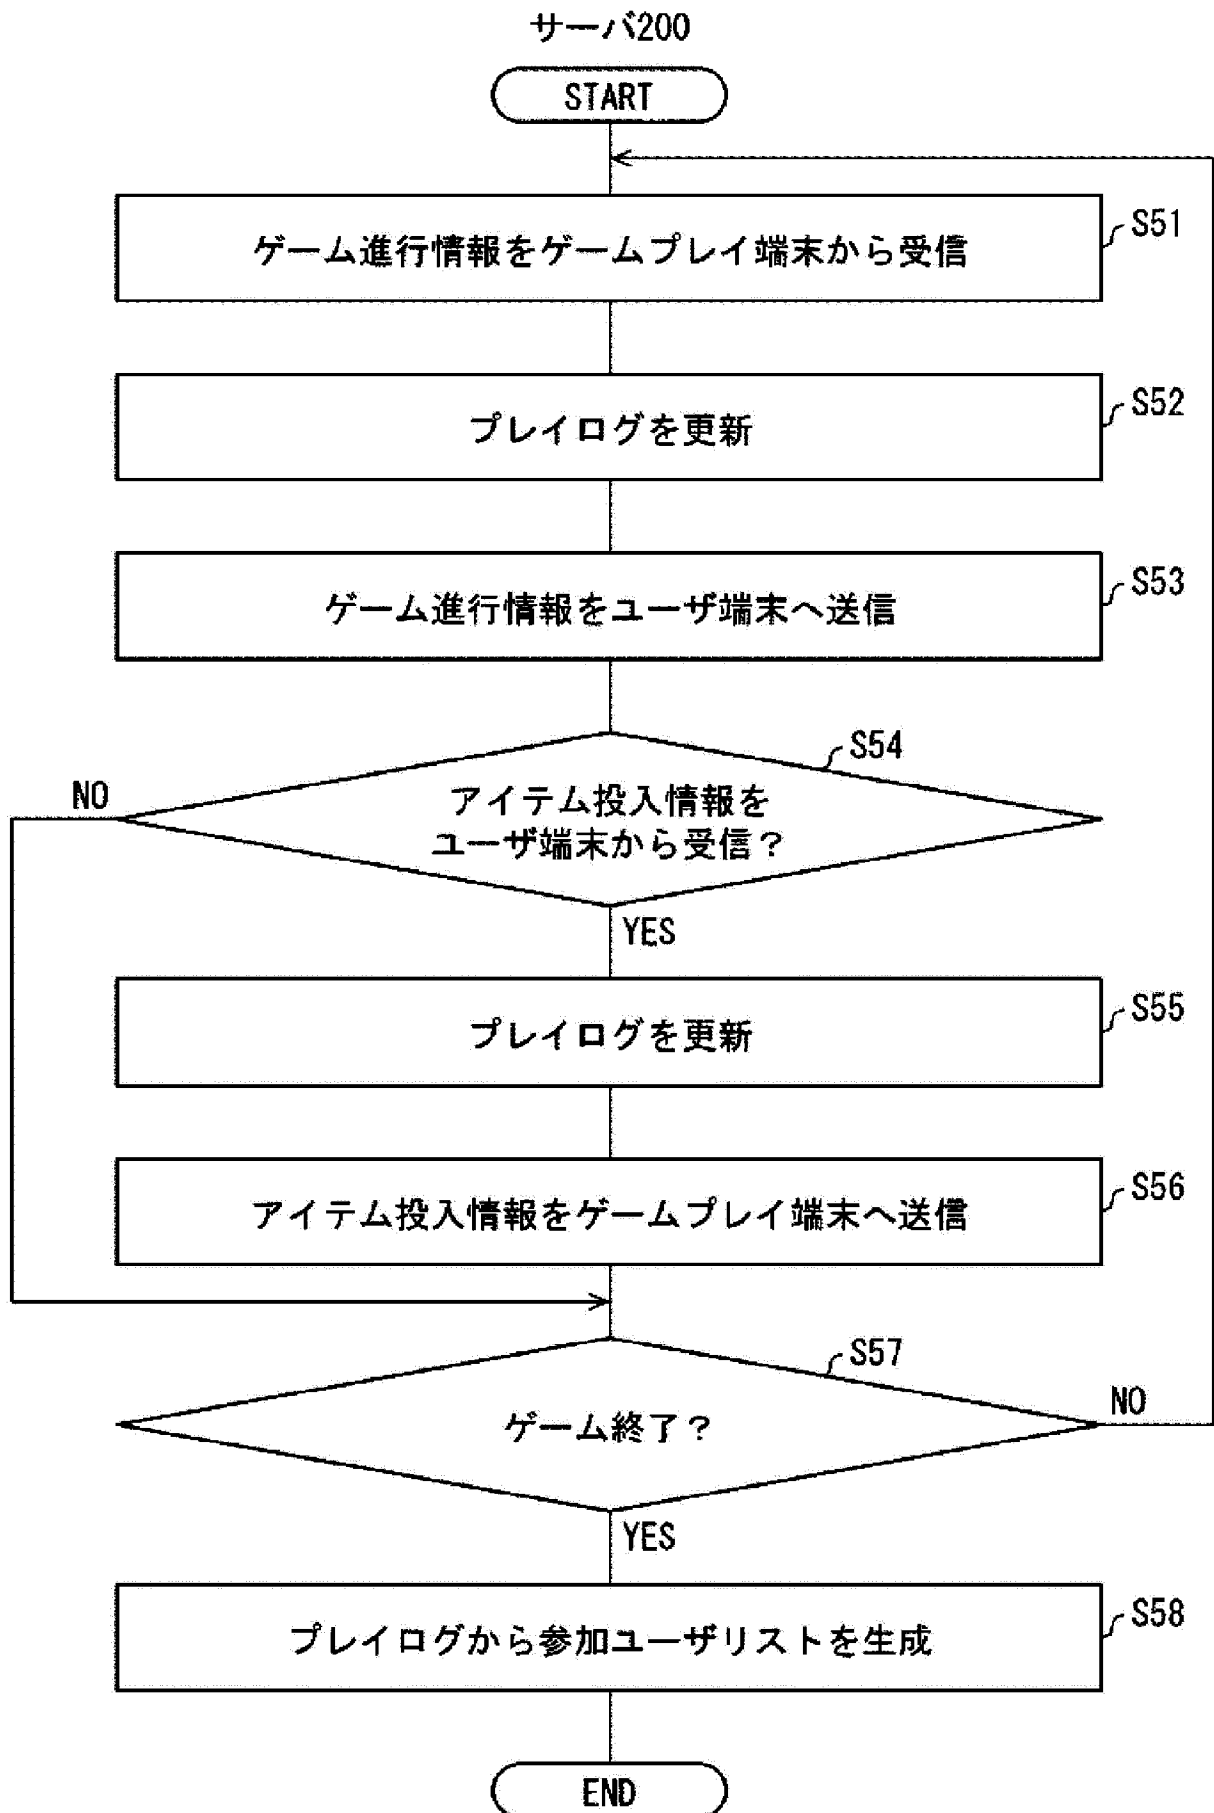 サーバ200
START
S51
ゲーム進行情報をゲームプレイ端末から受信
S52
プレイログを更新
S53
ゲーム進行情報をユーザ端末へ送信
S54
NO
アイテム投入情報を
ユーザ端末から受信？
YES
S55
プレイログを更新
S56
アイテム投入情報をゲームプレイ端末へ送信
S57
NO
ゲーム終了？
YES
S58
プレイログから参加ユーザリストを生成
END